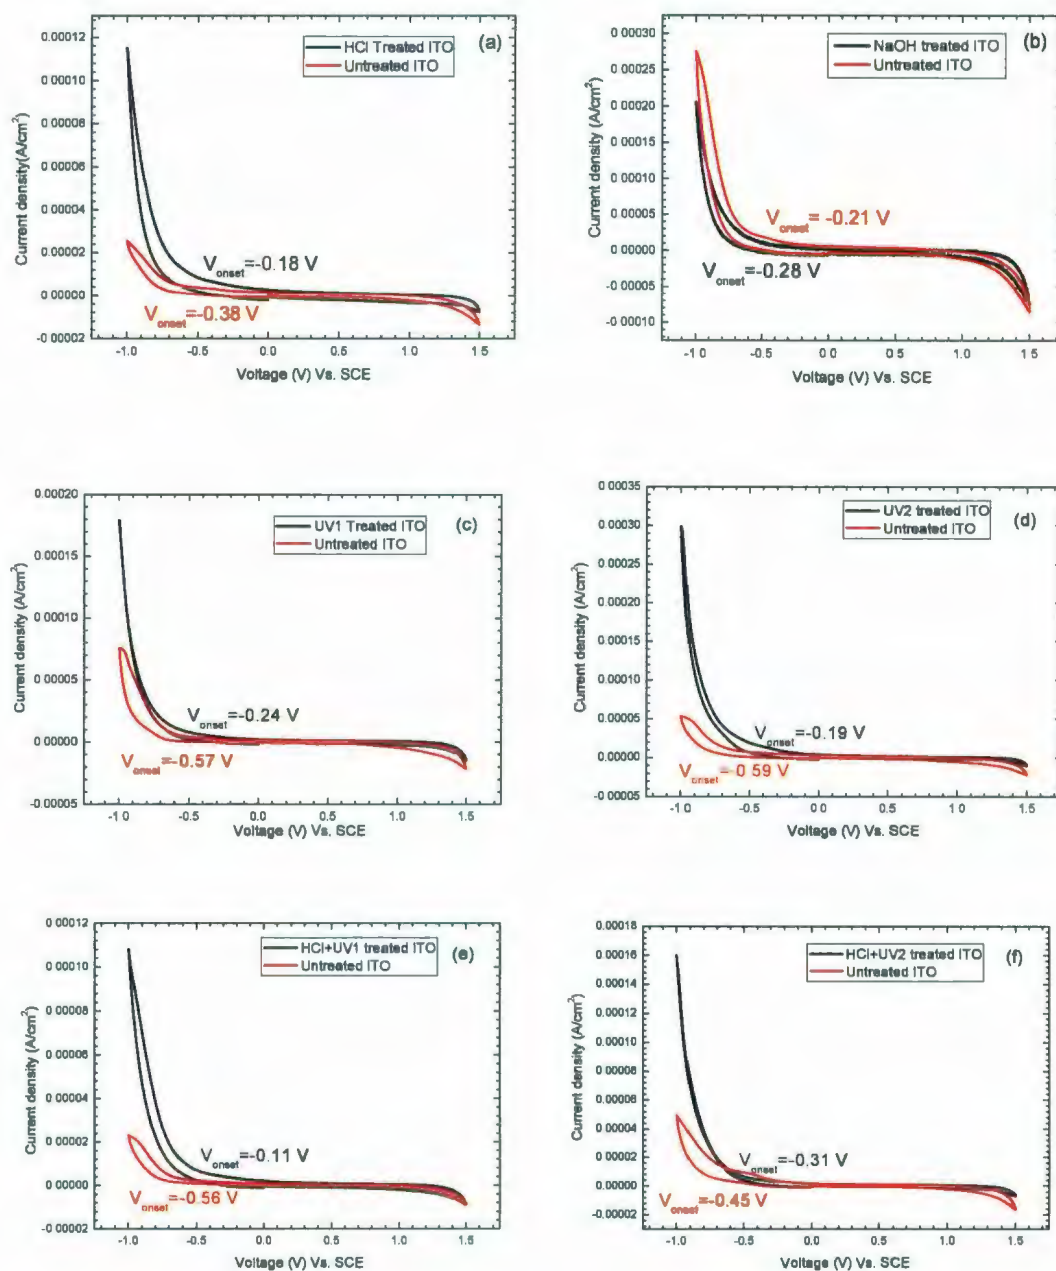 HCl Treated ITO
Untreated ITO
(a)
0.00012
0.00010
0.00008
0.00006
0.00004
0.00002
0.00000
-0.00002
Current density(A/cm²)
V onset=-0.18 V
V onset=-0.38 V
-1.0 -0.5 0.0 0.5 1.0 1.5
Voltage (V) Vs. SCE
NaOH treated ITO
Untreated ITO
(b)
0.00030
0.00025
0.00020
0.00015
0.00010
0.00005
0.00000
-0.00005
-0.00010
Current density (A/cm²)
V onset= -0.21 V
V onset=-0.28 V
-1.0 -0.5 0.0 0.5 1.0 1.5
Voltage (V) Vs. SCE
UV1 Treated ITO
Untreated ITO
(c)
0.00020
0.00015
0.00010
0.00005
0.00000
-0.00005
Current density (A/cm²)
V onset=-0.24 V
V onset=-0.57 V
-1.0 -0.5 0.0 0.5 1.0 1.5
Voltage (V) Vs. SCE
UV2 treated ITO
Untreated ITO
(d)
0.00035
0.00030
0.00025
0.00020
0.00015
0.00010
0.00005
0.00000
-0.00005
Current density (A/cm²)
V onset=-0.19 V
V onset=-0.59 V
-1.0 -0.5 0.0 0.5 1.0 1.5
Voltage (V) Vs. SCE
HCl+UV1 treated ITO
Untreated ITO
(e)
0.00012
0.00010
0.00008
0.00006
0.00004
0.00002
0.00000
-0.00002
Current density (A/cm²)
V onset=-0.11 V
V onset=-0.56 V
-1.0 -0.5 0.0 0.5 1.0 1.5
Voltage (V) Vs. SCE
HCl+UV2 treated ITO
Untreated ITO
(f)
0.00018
0.00016
0.00014
0.00012
0.00010
0.00008
0.00006
0.00004
0.00002
0.00000
-0.00002
Current density (A/cm²)
V onset=-0.31 V
V onset=-0.45 V
-1.0 -0.5 0.0 0.5 1.0 1.5
Voltage (V) Vs. SCE